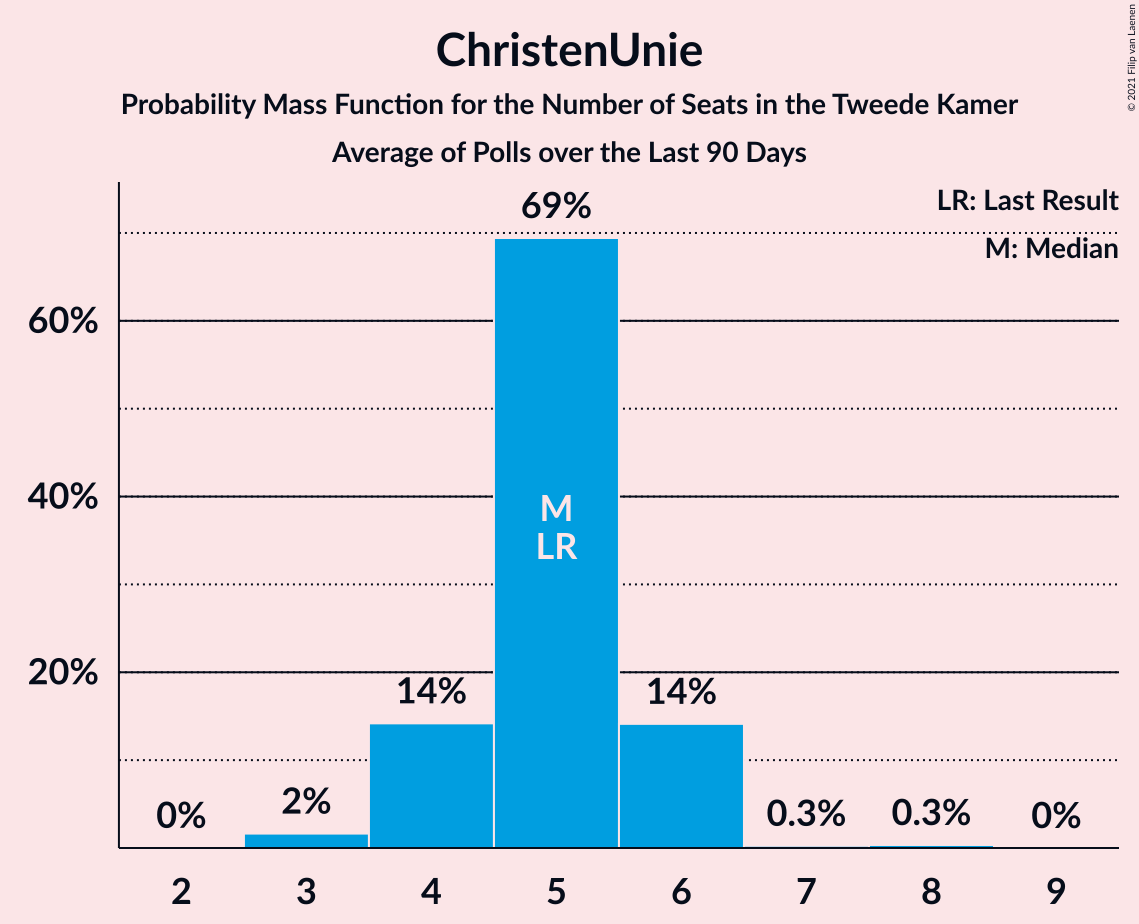 ChristenUnie
Probability Mass Function for the Number of Seats in the Tweede Kamer
Average of Polls over the Last 90 Days
© 2021 Filip van Laenen
LR: Last Result
M: Median
69%
60%
40%
M
LR
20%
14%
14%
0%
2%
0.3%
0.3%
0%
2
3
4
5
6
7
8
9